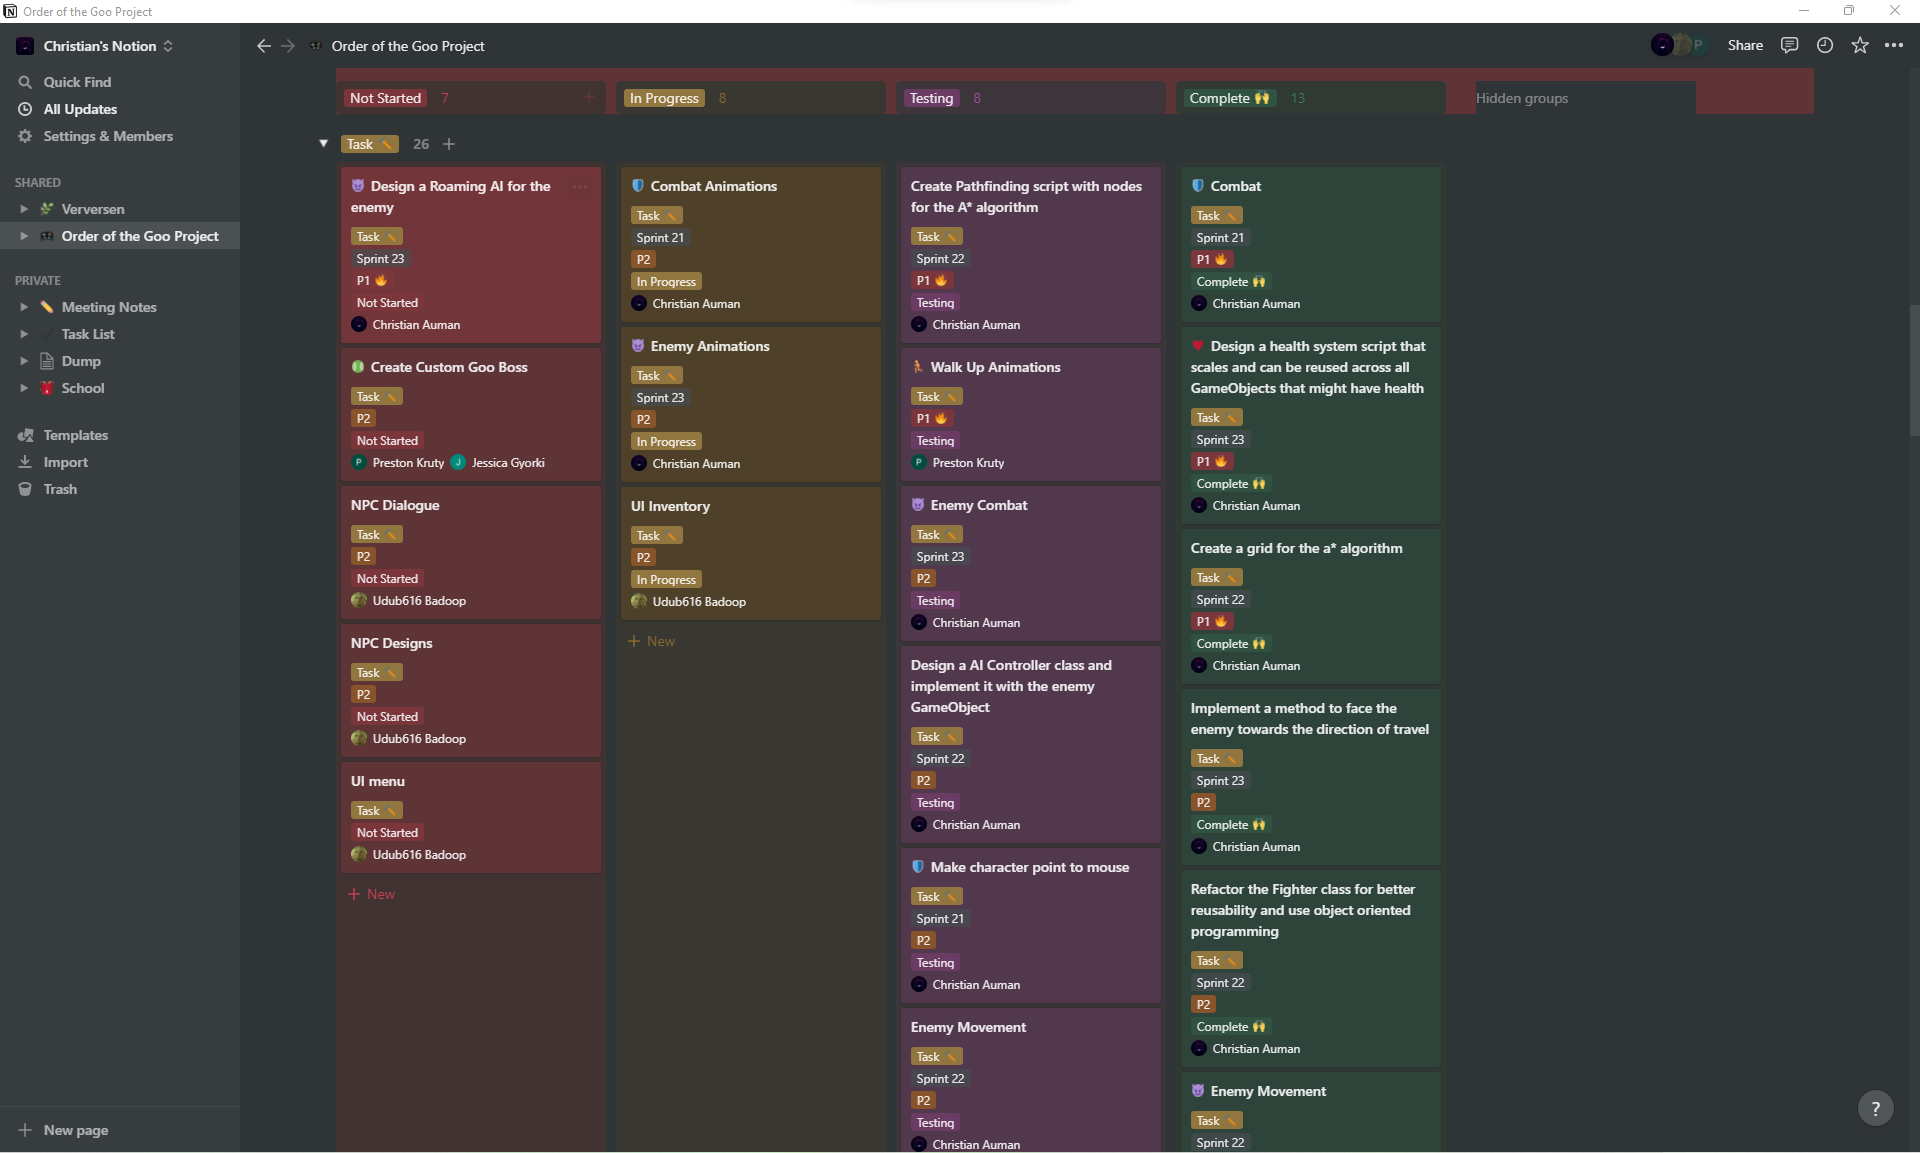 Order of the Goo Project
Christian's Notion
Quick Find
All Updates
Settings & Members
SHARED
Verversen
Order of the Goo Project
PRIVATE
Meeting Notes
Task List
Dump
School
Templates
Import
Trash
New page
Order of the Goo Project
P
Share
Not Started 7
In Progress 8
Testing 8
Complete 🙌 13
Hidden groups
Task 26
Design a Roaming AI for the
enemy
Task
Sprint 23
P1 🔥
Not Started
Christian Auman
Create Custom Goo Boss
Task
P2
Not Started
P Preston Kruty J Jessica Gyorki
NPC Dialogue
Task
P2
Not Started
Udub616 Badoop
NPC Designs
Task
P2
Not Started
Udub616 Badoop
UI menu
Task
Not Started
Udub616 Badoop
+ New
Combat Animations
Task
Sprint 21
P2
In Progress
Christian Auman
Enemy Animations
Task
Sprint 23
P2
In Progress
Christian Auman
UI Inventory
Task
P2
In Progress
Udub616 Badoop
+ New
Create Pathfinding script with nodes
for the A* algorithm
Task
Sprint 22
P1 🔥
Testing
Christian Auman
Walk Up Animations
Task
P1 🔥
Testing
P Preston Kruty
Enemy Combat
Task
Sprint 23
P2
Testing
Christian Auman
Design a AI Controller class and
implement it with the enemy
GameObject
Task
Sprint 22
P2
Testing
Christian Auman
Make character point to mouse
Task
Sprint 21
P2
Testing
Christian Auman
Enemy Movement
Task
Sprint 22
P2
Testing
Christian Auman
Combat
Task
Sprint 21
P1 🔥
Complete 🙌
Christian Auman
Design a health system script that
scales and can be reused across all
GameObjects that might have health
Task
Sprint 23
P1 🔥
Complete 🙌
Christian Auman
Create a grid for the a* algorithm
Task
Sprint 22
P1 🔥
Complete 🙌
Christian Auman
Implement a method to face the
enemy towards the direction of travel
Task
Sprint 23
P2
Complete 🙌
Christian Auman
Refactor the Fighter class for better
reusability and use object oriented
programming
Task
Sprint 22
P2
Complete 🙌
Christian Auman
Enemy Movement
Task
Sprint 22
?